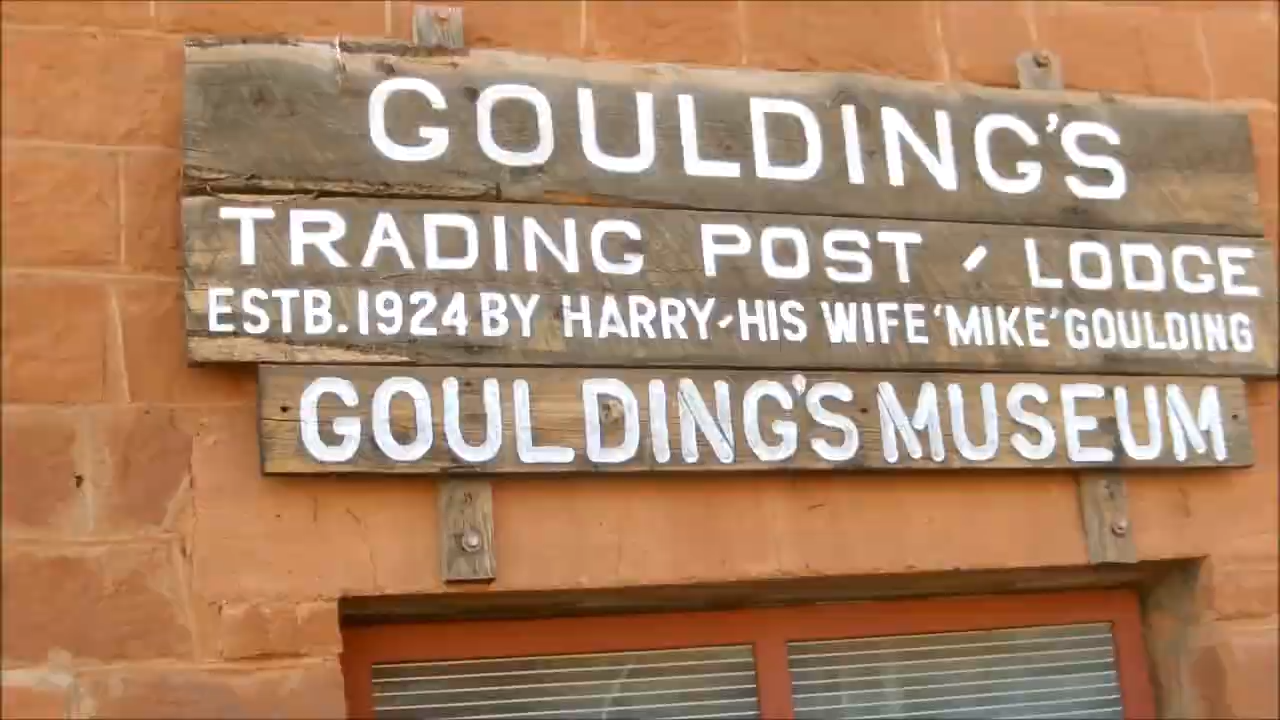 GOULDING'S
TRADING POST - LODGE
ESTB. 1924 BY HARRY-HIS WIFE 'MIKE' GOULDING
GOULDING'S MUSEUM